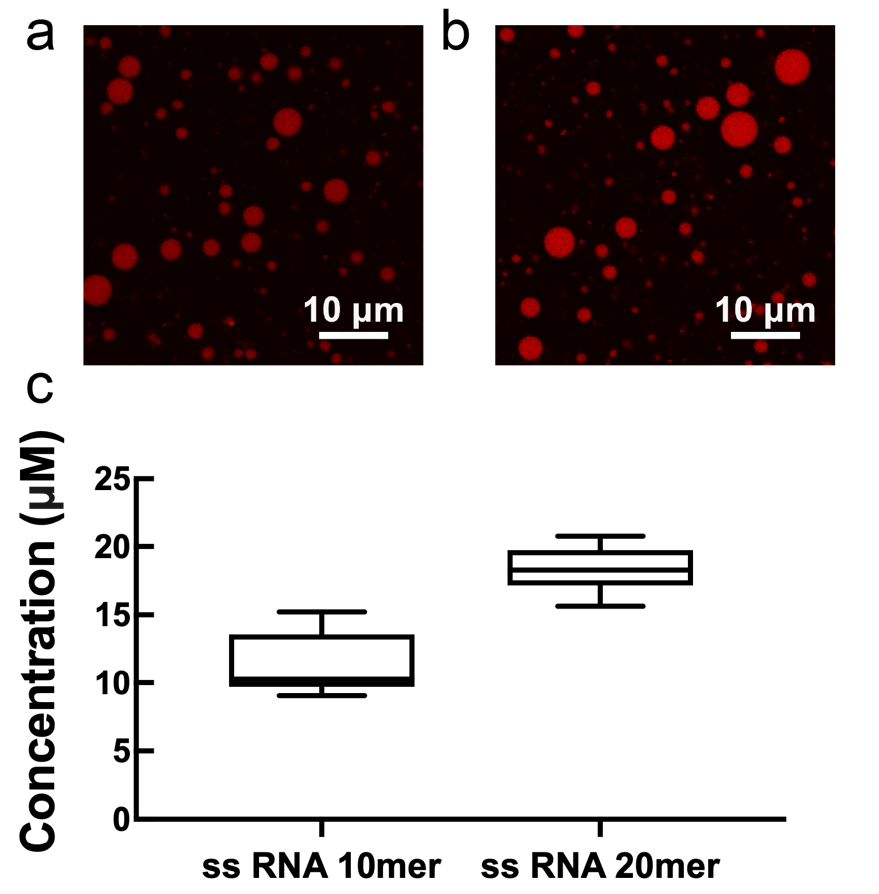 a
b
10 µm
10 µm
c
Concentration (µM)
25
20
15
10
5
0
ss RNA 10mer
ss RNA 20mer